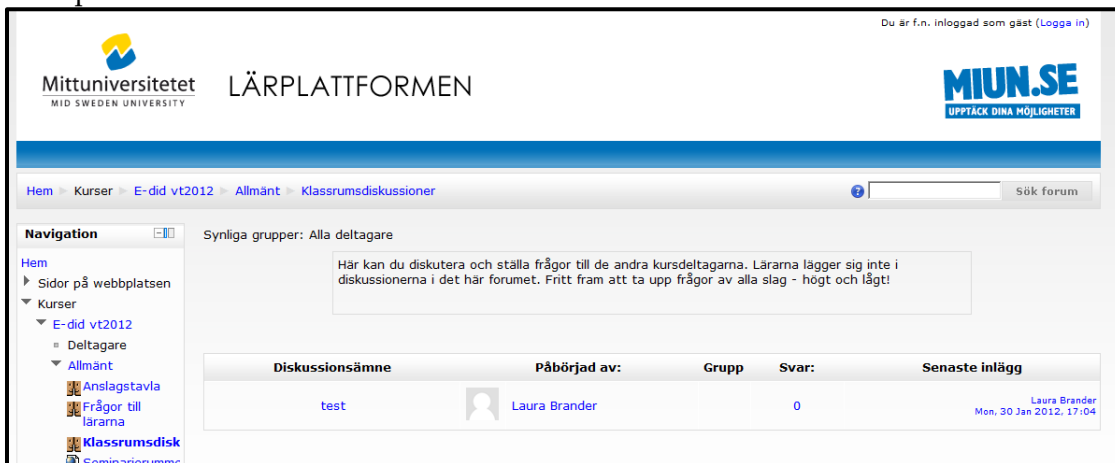 Du är f.n. inloggad som gäst (Logga in)
Mittuniversitetet
MID SWEDEN UNIVERSITY
LÄRPLATTFORMEN
MIUN.SE
UPPTÄCK DINA MÖJLIGHETER
Hem Kurser E-did vt2012 Allmänt Klassrumsdiskussioner
Sök forum
Navigation
Hem
Sidor på webbplatsen
Kurser
E-did vt2012
Deltagare
Allmänt
Anslagstavla
Frågor till
lärarna
Klassrumsdisk
Synliga grupper: Alla deltagare
Här kan du diskutera och ställa frågor till de andra kursdeltagarna. Lärarna lägger sig inte i
diskussionerna i det här forumet. Fritt fram att ta upp frågor av alla slag - högt och lågt!
Diskussionsämne Påbörjad av: Grupp Svar: Senaste inlägg
test Laura Brander 0 Laura Brander
Mon, 30 Jan 2012, 17:04